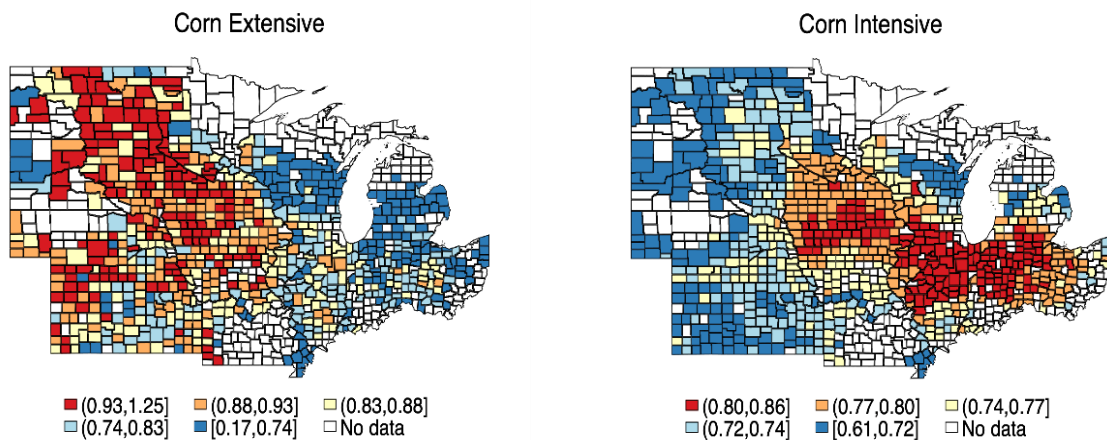 Corn Extensive Corn Intensive
(0.93,1.25] (0.88,0.93] (0.83,0.88] (0.80,0.86] (0.77,0.80] (0.74,0.77]
(0.74,0.83] [0.17,0.74] No data (0.72,0.74] [0.61,0.72] No data